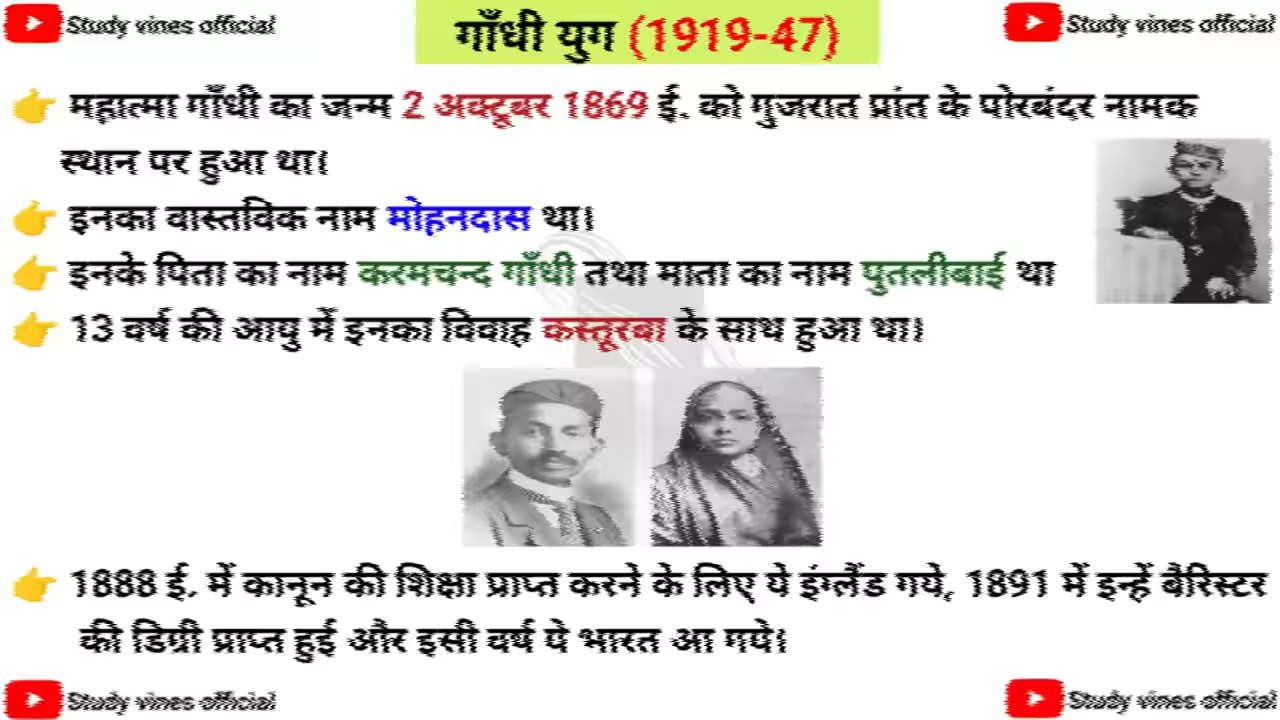 Study vines official
गाँधी युग (1919-47)
Study vines official
महात्मा गाँधी का जन्म 2 अक्टूबर 1869 ई. को गुजरात प्रांत के पोरबंदर नामक
स्थान पर हुआ था।
इनका वास्तविक नाम मोहनदास था।
इनके पिता का नाम करमचन्द गाँधी तथा माता का नाम पुतलीबाई था
13 वर्ष की आयु में इनका विवाह कस्तूरबा के साथ हुआ था।
1888 ई. में कानून की शिक्षा प्राप्त करने के लिए ये इंग्लैंड गये, 1891 में इन्हें बैरिस्टर
की डिग्री प्राप्त हुई और इसी वर्ष ये भारत आ गये।
Study vines official
Study vines official